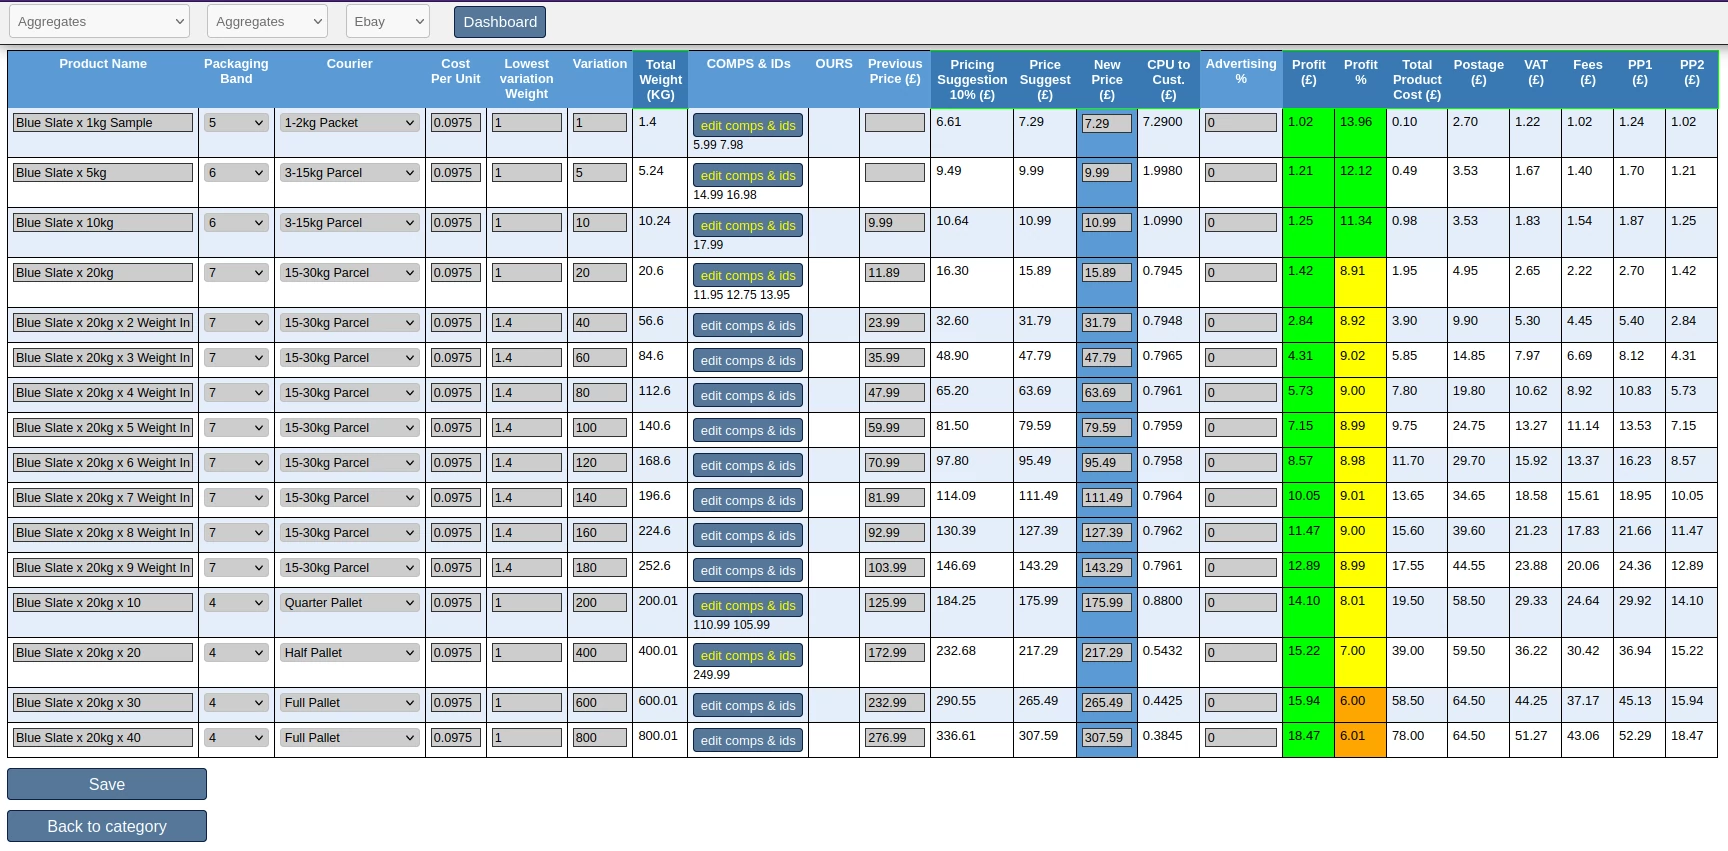 Aggregates Aggregates Ebay Dashboard
Product Name Packaging Band Courier Cost Per Unit Lowest variation Weight Variation Total Weight (KG) COMPS & IDs OURS Previous Price (£) Pricing Suggestion 10% (£) Price Suggest (£) New Price (£) CPU to Cust. (£) Advertising % Profit (£) Profit % Total Product Cost (£) Postage (£) VAT (£) Fees (£) PP1 (£) PP2 (£)
Blue Slate x 1kg Sample 5 1-2kg Packet 0.0975 1 1 1.4 edit comps & ids 6.61 7.29 7.29 7.2900 0 1.02 13.96 0.10 2.70 1.22 1.02 1.24 1.02
5.99 7.98
Blue Slate x 5kg 6 3-15kg Parcel 0.0975 1 5 5.24 edit comps & ids 9.49 9.99 9.99 1.9980 0 1.21 12.12 0.49 3.53 1.67 1.40 1.70 1.21
14.99 16.98
Blue Slate x 10kg 6 3-15kg Parcel 0.0975 1 10 10.24 edit comps & ids 9.99 10.64 10.99 10.99 1.0990 0 1.25 11.34 0.98 3.53 1.83 1.54 1.87 1.25
17.99
Blue Slate x 20kg 7 15-30kg Parcel 0.0975 1 20 20.6 edit comps & ids 11.89 16.30 15.89 15.89 0.7945 0 1.42 8.91 1.95 4.95 2.65 2.22 2.70 1.42
11.95 12.75 13.95
Blue Slate x 20kg x 2 Weight In 7 15-30kg Parcel 0.0975 1.4 40 56.6 edit comps & ids 23.99 32.60 31.79 31.79 0.7948 0 2.84 8.92 3.90 9.90 5.30 4.45 5.40 2.84
Blue Slate x 20kg x 3 Weight In 7 15-30kg Parcel 0.0975 1.4 60 84.6 edit comps & ids 35.99 48.90 47.79 47.79 0.7965 0 4.31 9.02 5.85 14.85 7.97 6.69 8.12 4.31
Blue Slate x 20kg x 4 Weight In 7 15-30kg Parcel 0.0975 1.4 80 112.6 edit comps & ids 47.99 65.20 63.69 63.69 0.7961 0 5.73 9.00 7.80 19.80 10.62 8.92 10.83 5.73
Blue Slate x 20kg x 5 Weight In 7 15-30kg Parcel 0.0975 1.4 100 140.6 edit comps & ids 59.99 81.50 79.59 79.59 0.7959 0 7.15 8.99 9.75 24.75 13.27 11.14 13.53 7.15
Blue Slate x 20kg x 6 Weight In 7 15-30kg Parcel 0.0975 1.4 120 168.6 edit comps & ids 70.99 97.80 95.49 95.49 0.7958 0 8.57 8.98 11.70 29.70 15.92 13.37 16.23 8.57
Blue Slate x 20kg x 7 Weight In 7 15-30kg Parcel 0.0975 1.4 140 196.6 edit comps & ids 81.99 114.09 111.49 111.49 0.7964 0 10.05 9.01 13.65 34.65 18.58 15.61 18.95 10.05
Blue Slate x 20kg x 8 Weight In 7 15-30kg Parcel 0.0975 1.4 160 224.6 edit comps & ids 92.99 130.39 127.39 127.39 0.7962 0 11.47 9.00 15.60 39.60 21.23 17.83 21.66 11.47
Blue Slate x 20kg x 9 Weight In 7 15-30kg Parcel 0.0975 1.4 180 252.6 edit comps & ids 103.99 146.69 143.29 143.29 0.7961 0 12.89 8.99 17.55 44.55 23.88 20.06 24.36 12.89
Blue Slate x 20kg x 10 4 Quarter Pallet 0.0975 1 200 200.01 edit comps & ids 125.99 184.25 175.99 175.99 0.8800 0 14.10 8.01 19.50 58.50 29.33 24.64 29.92 14.10
110.99 105.99
Blue Slate x 20kg x 20 4 Half Pallet 0.0975 1 400 400.01 edit comps & ids 172.99 232.68 217.29 217.29 0.5432 0 15.22 7.00 39.00 59.50 36.22 30.42 36.94 15.22
249.99
Blue Slate x 20kg x 30 4 Full Pallet 0.0975 1 600 600.01 edit comps & ids 232.99 290.55 265.49 265.49 0.4425 0 15.94 6.00 58.50 64.50 44.25 37.17 45.13 15.94
Blue Slate x 20kg x 40 4 Full Pallet 0.0975 1 800 800.01 edit comps & ids 276.99 336.61 307.59 307.59 0.3845 0 18.47 6.01 78.00 64.50 51.27 43.06 52.29 18.47
Save
Back to category